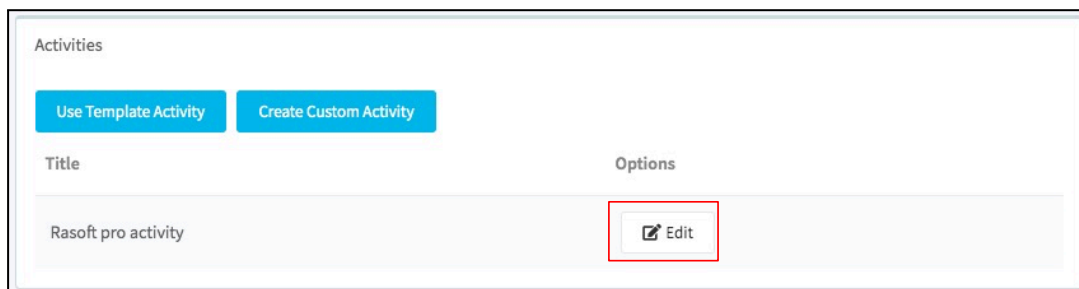 Activities
Use Template Activity Create Custom Activity
Title Options
Rasoft pro activity Edit